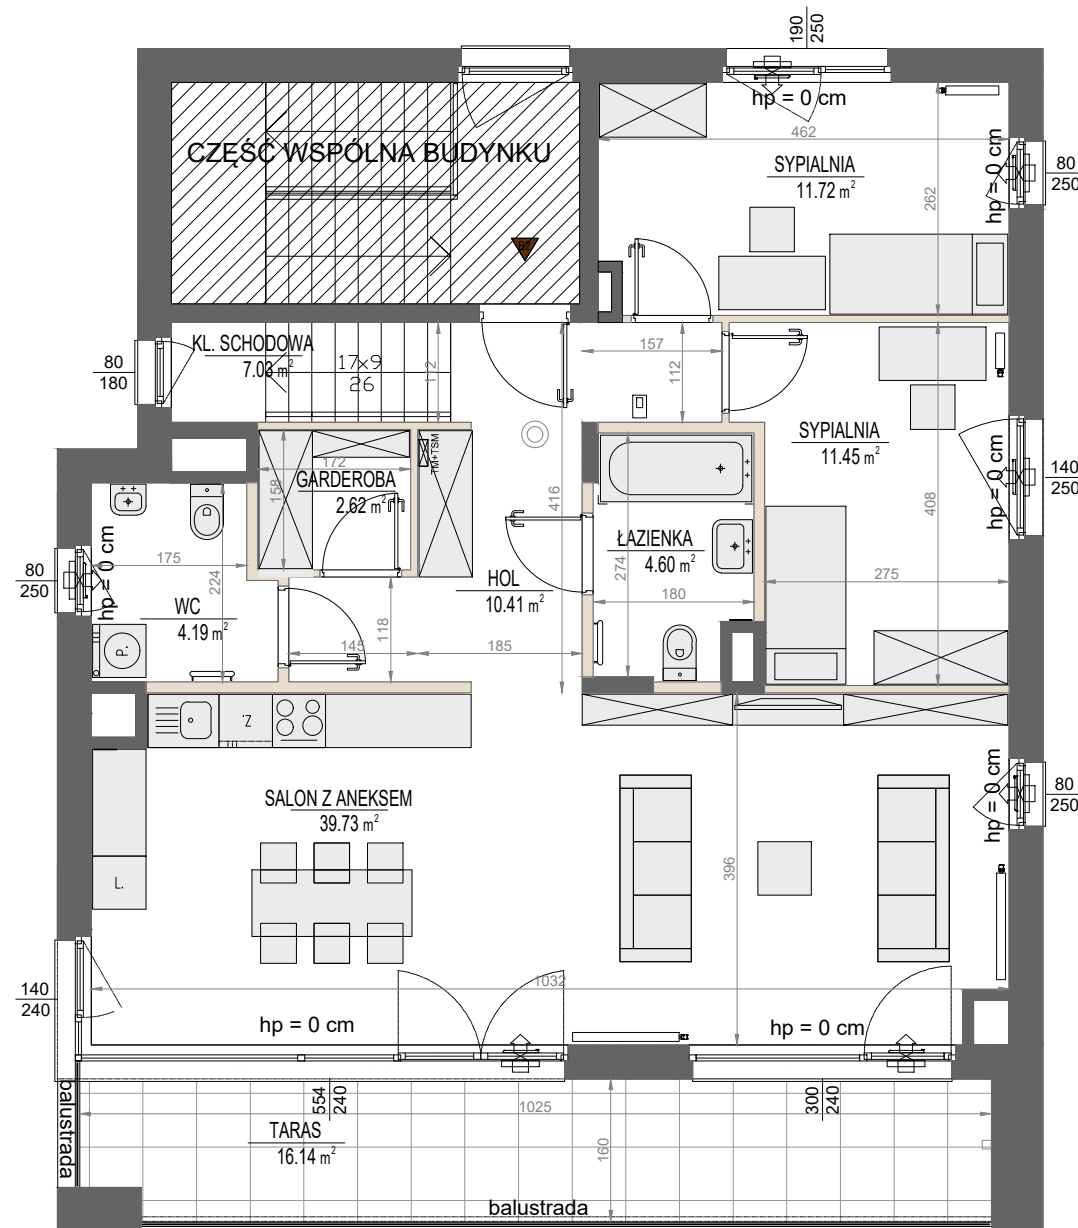 190
250
hp = 0 cm
CZĘŚĆ WSPÓLNA BUDYNKU
462
SYPIALNIA
11.72 m²
262
hp = 0 cm
80
250
B2
KL. SCHODOWA
7.03 m²
80
180
17x9
26
112
157
112
408
SYPIALNIA
11.45 m²
hp = 0 cm
140
250
TM+TSM
172
158
GARDEROBA
2.62 m²
416
ŁAZIENKA
4.60 m²
274
180
275
175
80
250
hp = 0 cm
224
WC
4.19 m²
P.
HOL
10.41 m²
118
145
185
Z.
SALON Z ANEKSEM
39.73 m²
hp = 0 cm
80
250
396
L.
140
240
1032
hp = 0 cm
hp = 0 cm
554
240
300
240
1025
balustrada
TARAS
16.14 m²
160
balustrada